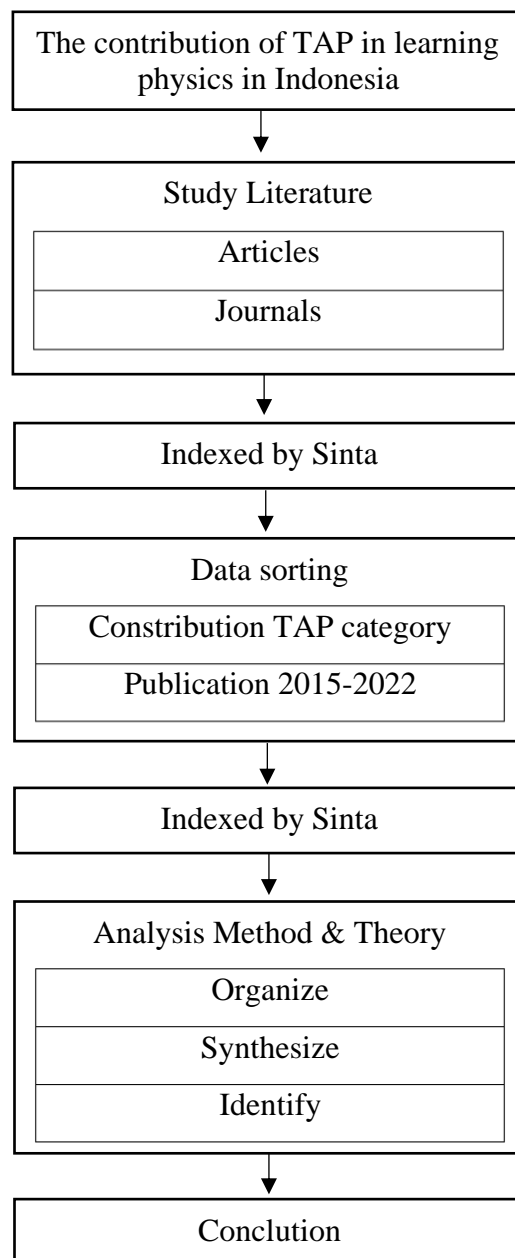 The contribution of TAP in learning
physics in Indonesia
Study Literature
Articles
Journals
Indexed by Sinta
Data sorting
Constribution TAP category
Publication 2015-2022
Indexed by Sinta
Analysis Method & Theory
Organize
Synthesize
Identify
Conclution